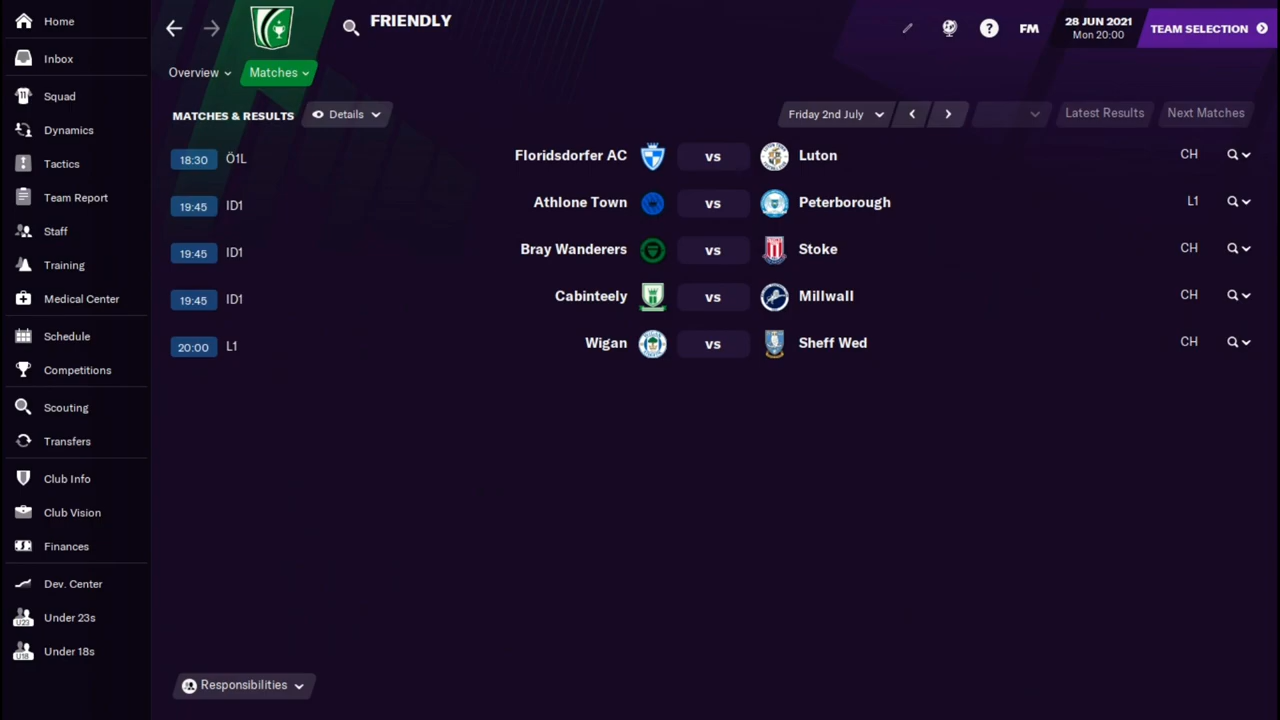 Home
Inbox
Squad
Dynamics
Tactics
Team Report
Staff
Training
Medical Center
Schedule
Competitions
Scouting
Transfers
Club Info
Club Vision
Finances
Dev. Center
U23 Under 23s
U18 Under 18s
FRIENDLY
? FM 28 JUN 2021
Mon 20:00
TEAM SELECTION
Overview Matches
MATCHES & RESULTS Details Friday 2nd July Latest Results Next Matches
18:30 Ö1L Floridsdorfer AC vs Luton CH
19:45 ID1 Athlone Town vs Peterborough L1
19:45 ID1 Bray Wanderers vs Stoke CH
19:45 ID1 Cabinteely vs Millwall CH
20:00 L1 Wigan vs Sheff Wed CH
Responsibilities